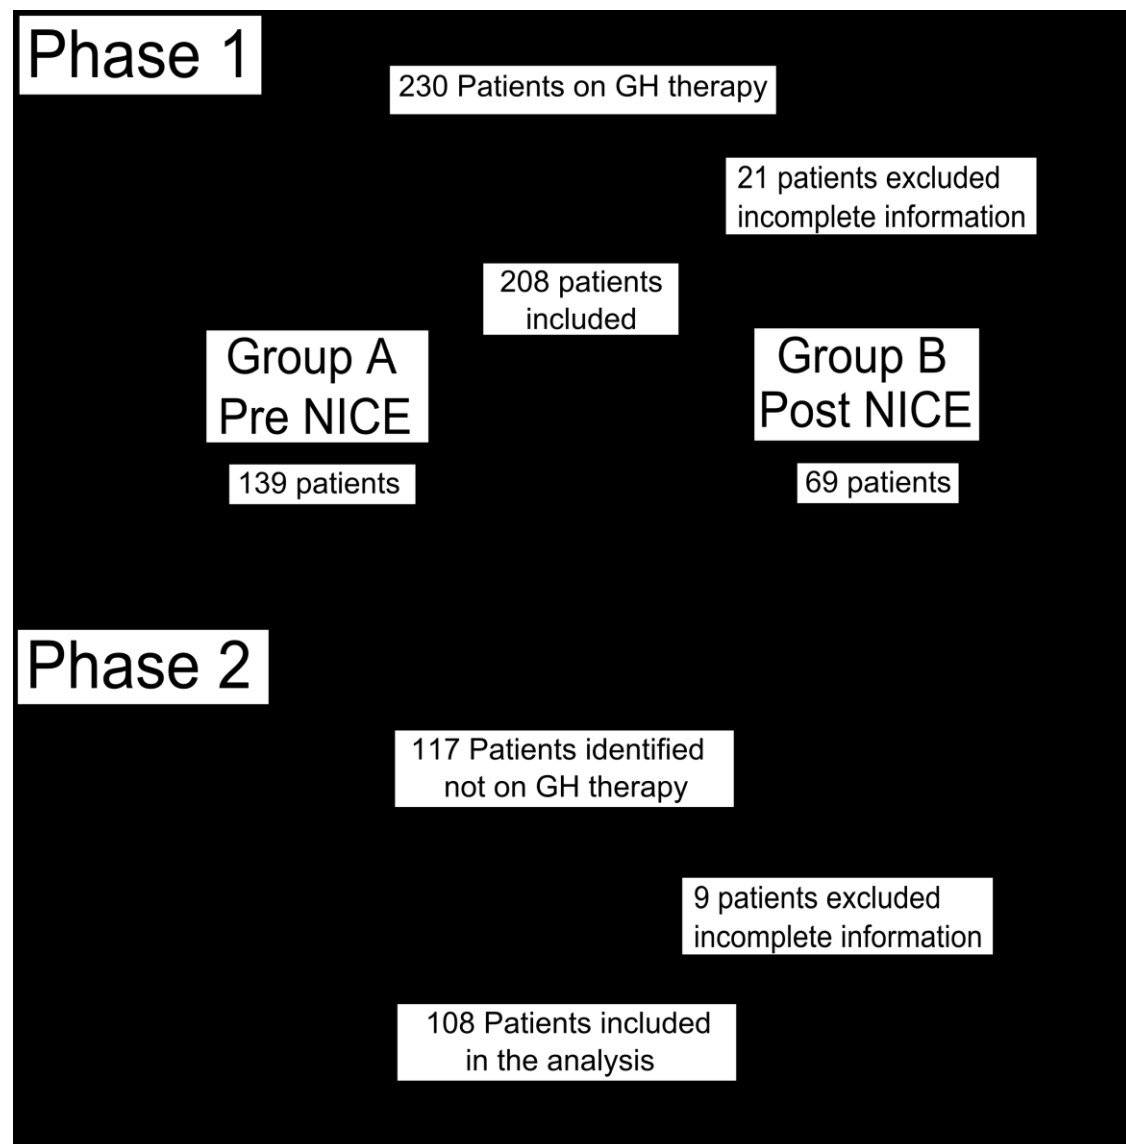 Phase 1
230 Patients on GH therapy
21 patients excluded
incomplete information
208 patients
included
Group A
Pre NICE
139 patients
Group B
Post NICE
69 patients
Phase 2
117 Patients identified
not on GH therapy
9 patients excluded
incomplete information
108 Patients included
in the analysis